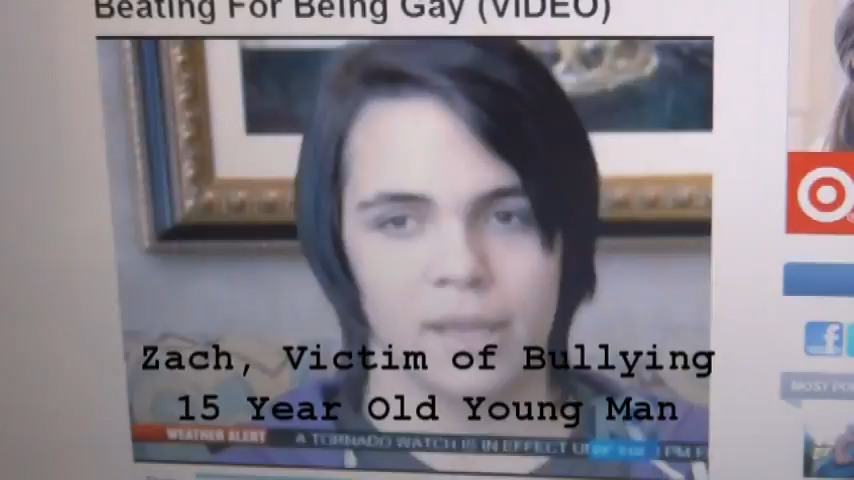 Beating For Being Gay (VIDEO)
Zach, Victim of Bullying
15 Year Old Young Man
WEATHER ALERT
A TORNADO WATCH IS IN EFFECT
f
MOST